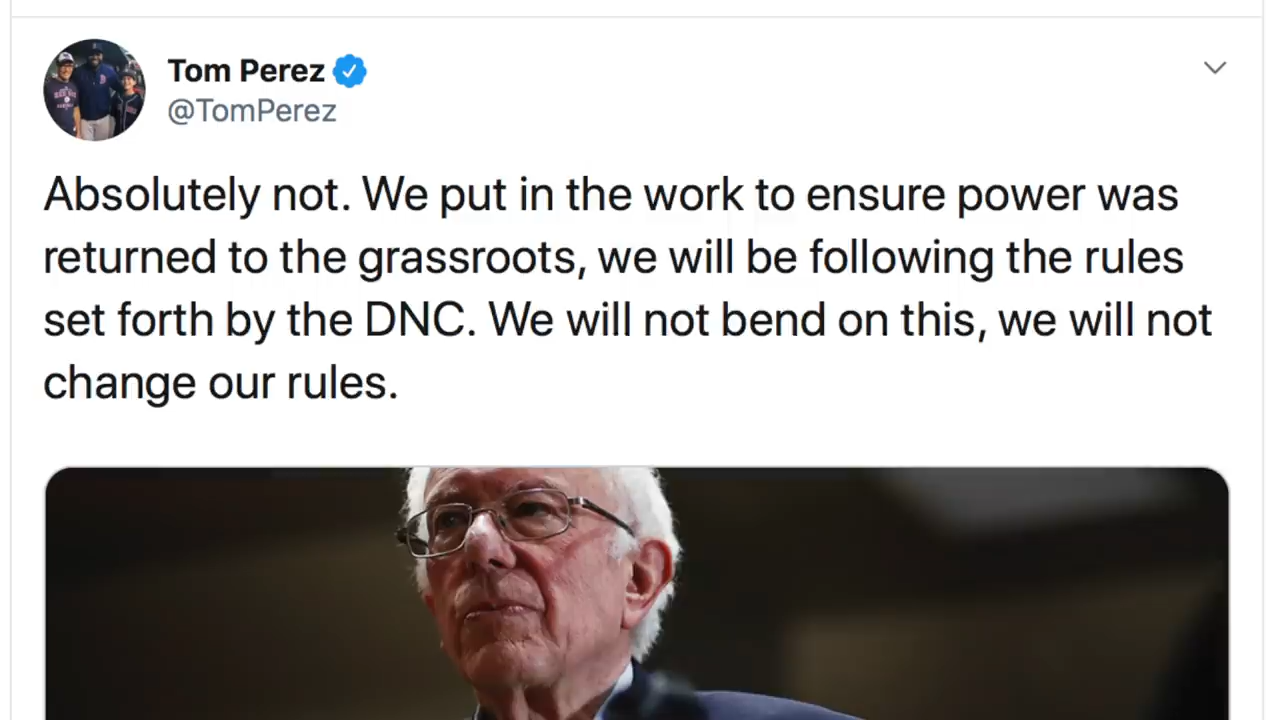 Tom Perez
@TomPerez
Absolutely not. We put in the work to ensure power was
returned to the grassroots, we will be following the rules
set forth by the DNC. We will not bend on this, we will not
change our rules.